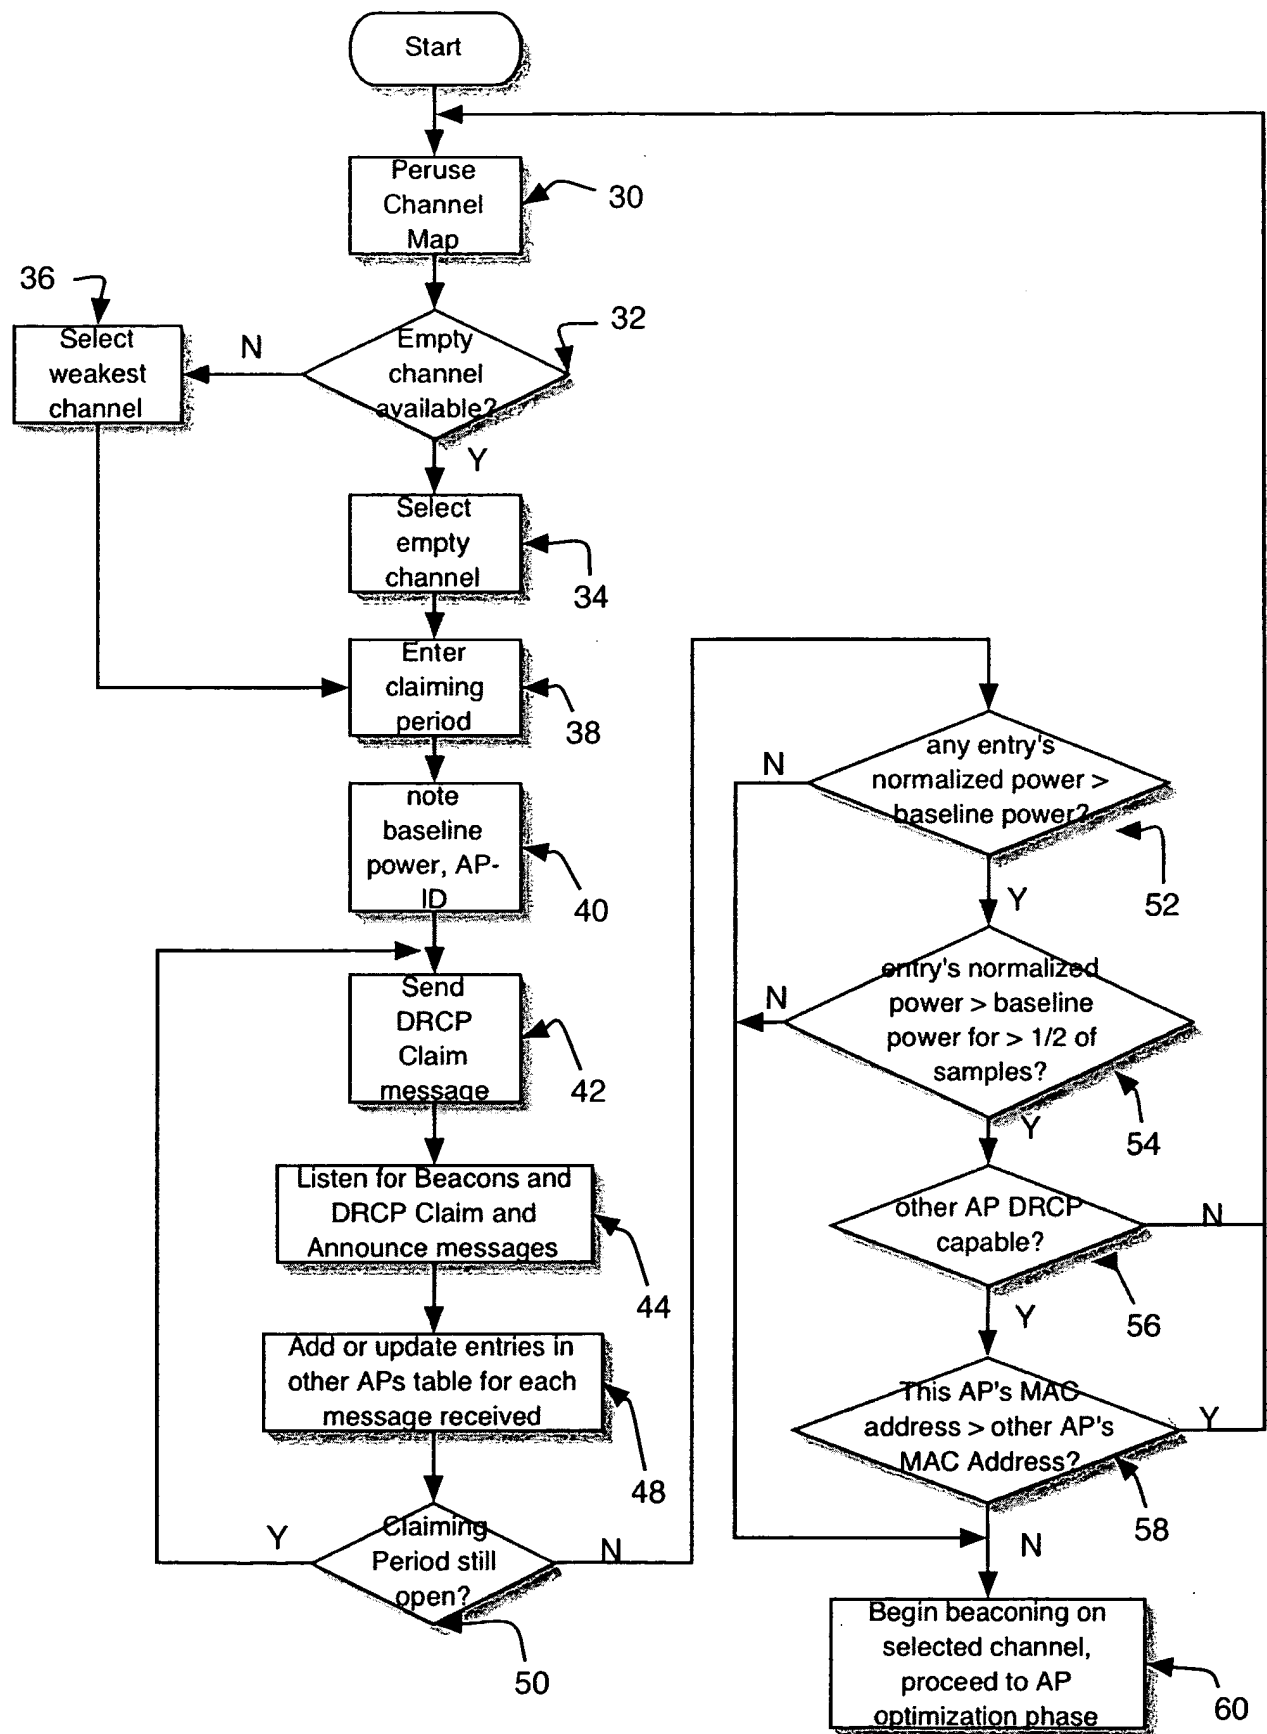 Start
Peruse
Channel
Map
30
36
32
Select
weakest
channel
N
Empty
channel
available?
Y
Select
empty
channel
34
Enter
claiming
period
38
note
baseline
power, AP-
ID
40
Send
DRCP
Claim
message
42
Listen for Beacons and
DRCP Claim and
Announce messages
44
Add or update entries in
other APs table for each
message received
48
Y
Claiming
Period still
open?
N
50
N
any entry's
normalized power >
baseline power?
52
Y
N
entry's normalized
power > baseline
power for > 1/2 of
samples?
54
Y
other AP DRCP
capable?
N
56
Y
This AP's MAC
address > other AP's
MAC Address?
Y
58
N
Begin beaconing on
selected channel,
proceed to AP
optimization phase
60